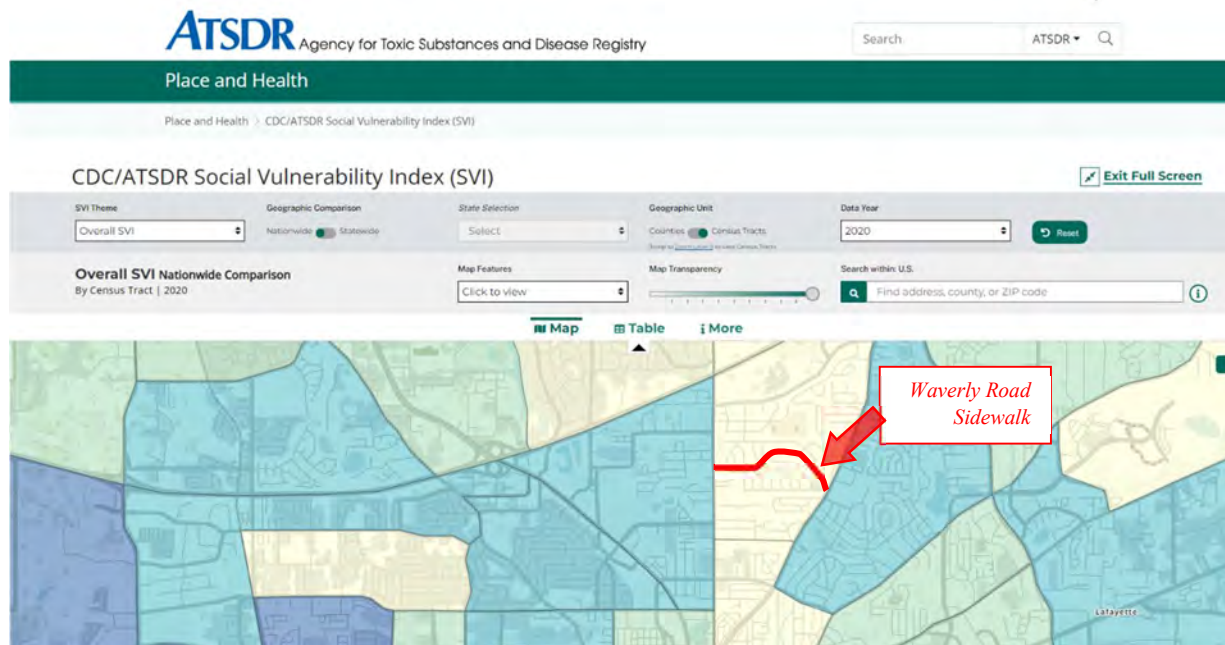 ATSDR Agency for Toxic Substances and Disease Registry
Search
ATSDR
Place and Health
Place and Health > CDC/ATSDR Social Vulnerability Index (SVI)
CDC/ATSDR Social Vulnerability Index (SVI)
Exit Full Screen
SVI Theme
Geographic Comparison
State Selection
Geographic Unit
Data Year
Overall SVI
Nationwide
Statewide
Select
Counties
Census Tracts
2020
Reset
to view Census Tracts
Overall SVI Nationwide Comparison
By Census Tract | 2020
Map Features
Map Transparency
Search within: U.S.
Click to view
Find address, county, or ZIP code
Map
Table
More
Waverly Road
Sidewalk
Lafayette